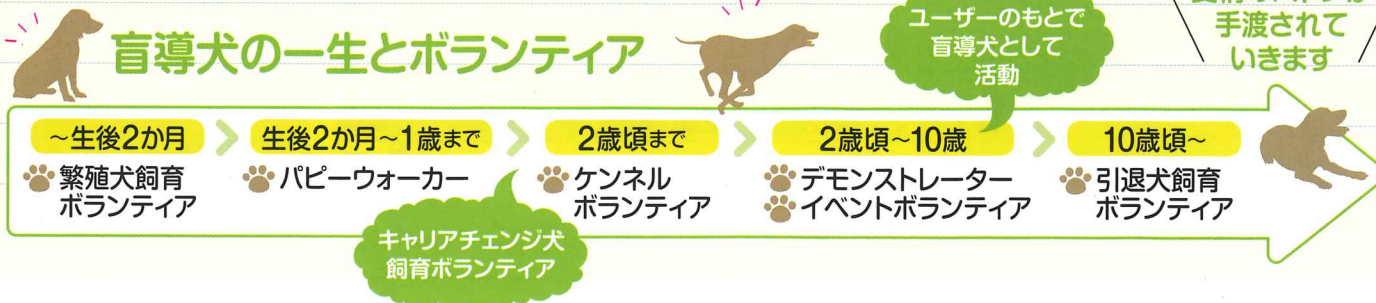 盲導犬の一生とボランティア
ユーザーのもとで
盲導犬として
活動
手渡されて
いきます
～生後2か月
繁殖犬飼育
ボランティア
生後2か月～1歳まで
パピーウォーカー
キャリアチェンジ犬
飼育ボランティア
2歳頃まで
ケンネル
ボランティア
2歳頃～10歳
デモンストレーター
イベントボランティア
10歳頃～
引退犬飼育
ボランティア